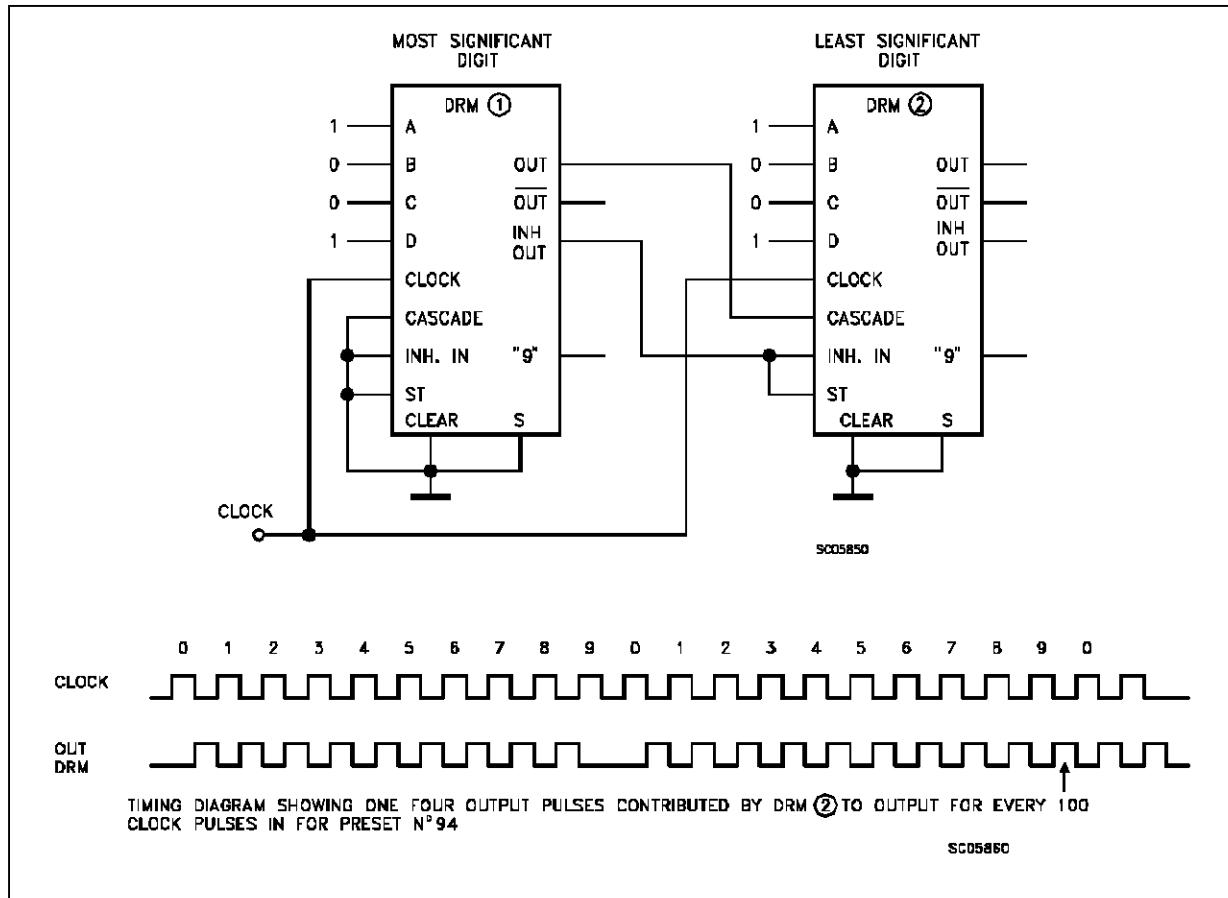 MOST SIGNIFICANT
DIGIT
LEAST SIGNIFICANT
DIGIT
DRM ①
1 A
0 B OUT
0 C OUT
1 D INH
OUT
CLOCK
CASCADE
INH. IN "9"
ST
CLEAR S
DRM ②
1 A
0 B OUT
0 C OUT
1 D INH
OUT
CLOCK
CASCADE
INH. IN "9"
ST
CLEAR S
CLOCK
SC05850
0 1 2 3 4 5 6 7 8 9 0 1 2 3 4 5 6 7 8 9 0
CLOCK
OUT
DRM
TIMING DIAGRAM SHOWING ONE FOUR OUTPUT PULSES CONTRIBUTED BY DRM ② TO OUTPUT FOR EVERY 100
CLOCK PULSES IN FOR PRESET N° 94
SC05860